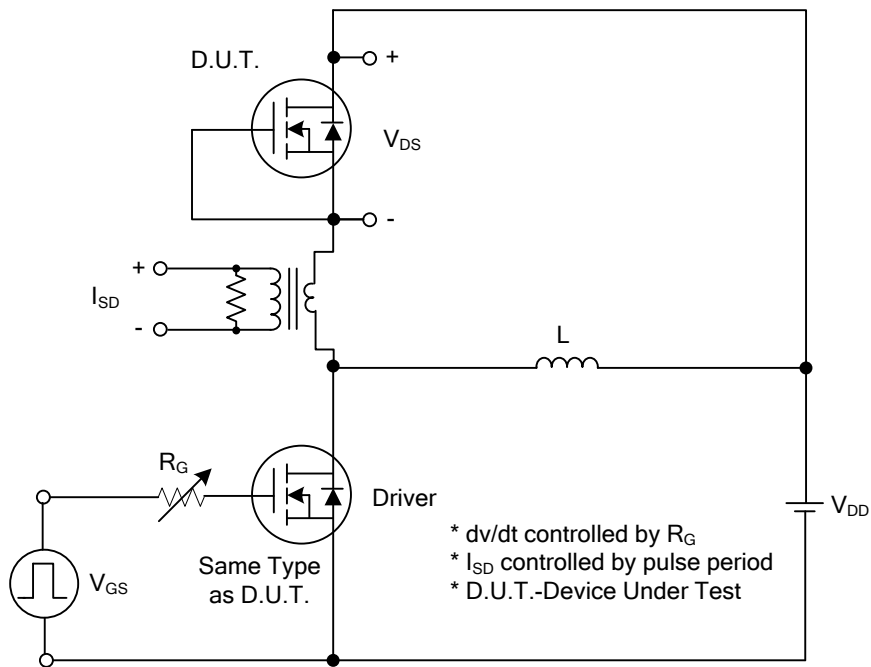 D.U.T.
+
V_DS
-
+
I_SD
-
L
R_G
Driver
V_DD
Same Type
as D.U.T.
V_GS
* dv/dt controlled by R_G
* I_SD controlled by pulse period
* D.U.T.-Device Under Test